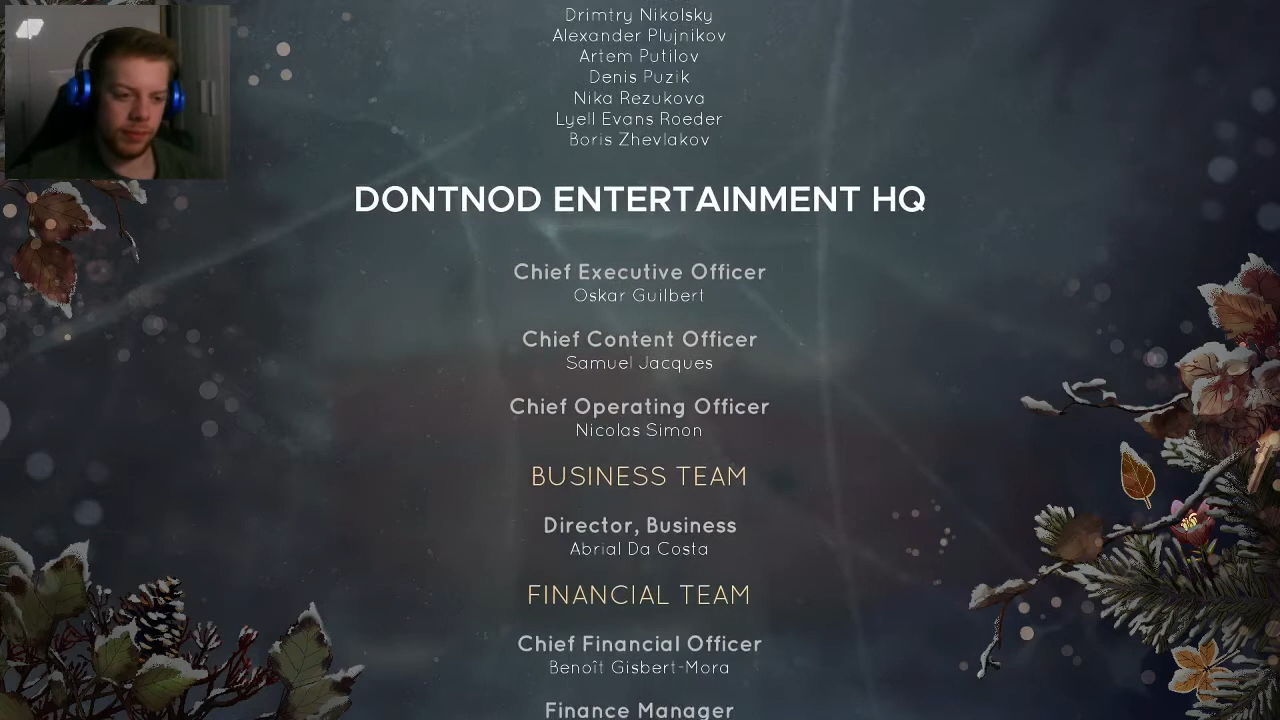 Drimtry Nikolsky
Alexander Plujnikov
Artem Putilov
Denis Puzik
Nika Rezukova
Lyell Evans Roeder
Boris Zhevlakov
DONTNOD ENTERTAINMENT HQ
Chief Executive Officer
Oskar Guilbert
Chief Content Officer
Samuel Jacques
Chief Operating Officer
Nicolas Simon
BUSINESS TEAM
Director, Business
Abrial Da Costa
FINANCIAL TEAM
Chief Financial Officer
Benoît Gisbert-Mora
Finance Manager